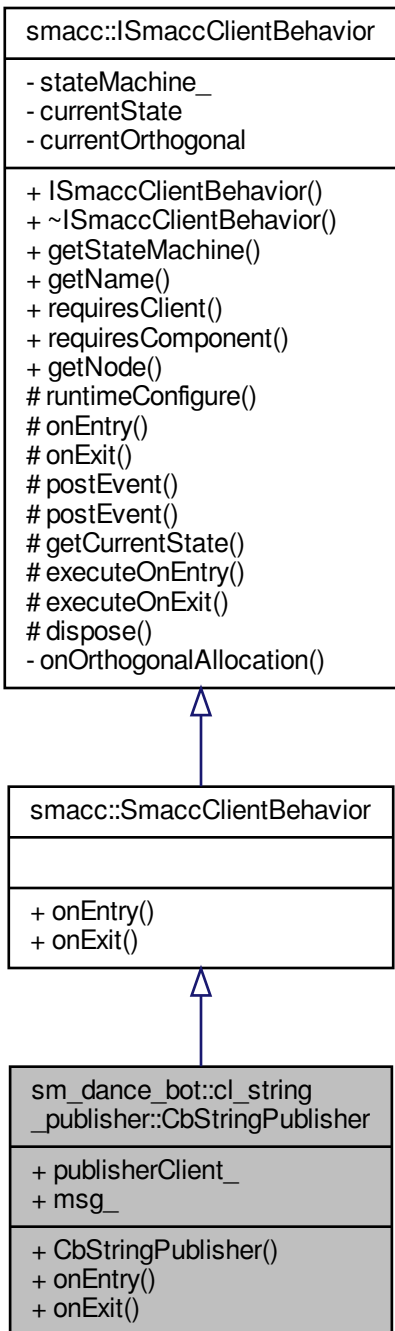 smacc::ISmaccClientBehavior
- stateMachine_
- currentState
- currentOrthogonal
+ ISmaccClientBehavior()
+ ~ISmaccClientBehavior()
+ getStateMachine()
+ getName()
+ requiresClient()
+ requiresComponent()
+ getNode()
# runtimeConfigure()
# onEntry()
# onExit()
# postEvent()
# postEvent()
# getCurrentState()
# executeOnEntry()
# executeOnExit()
# dispose()
- onOrthogonalAllocation()
smacc::SmaccClientBehavior
+ onEntry()
+ onExit()
sm_dance_bot::cl_string
_publisher::CbStringPublisher
+ publisherClient_
+ msg_
+ CbStringPublisher()
+ onEntry()
+ onExit()